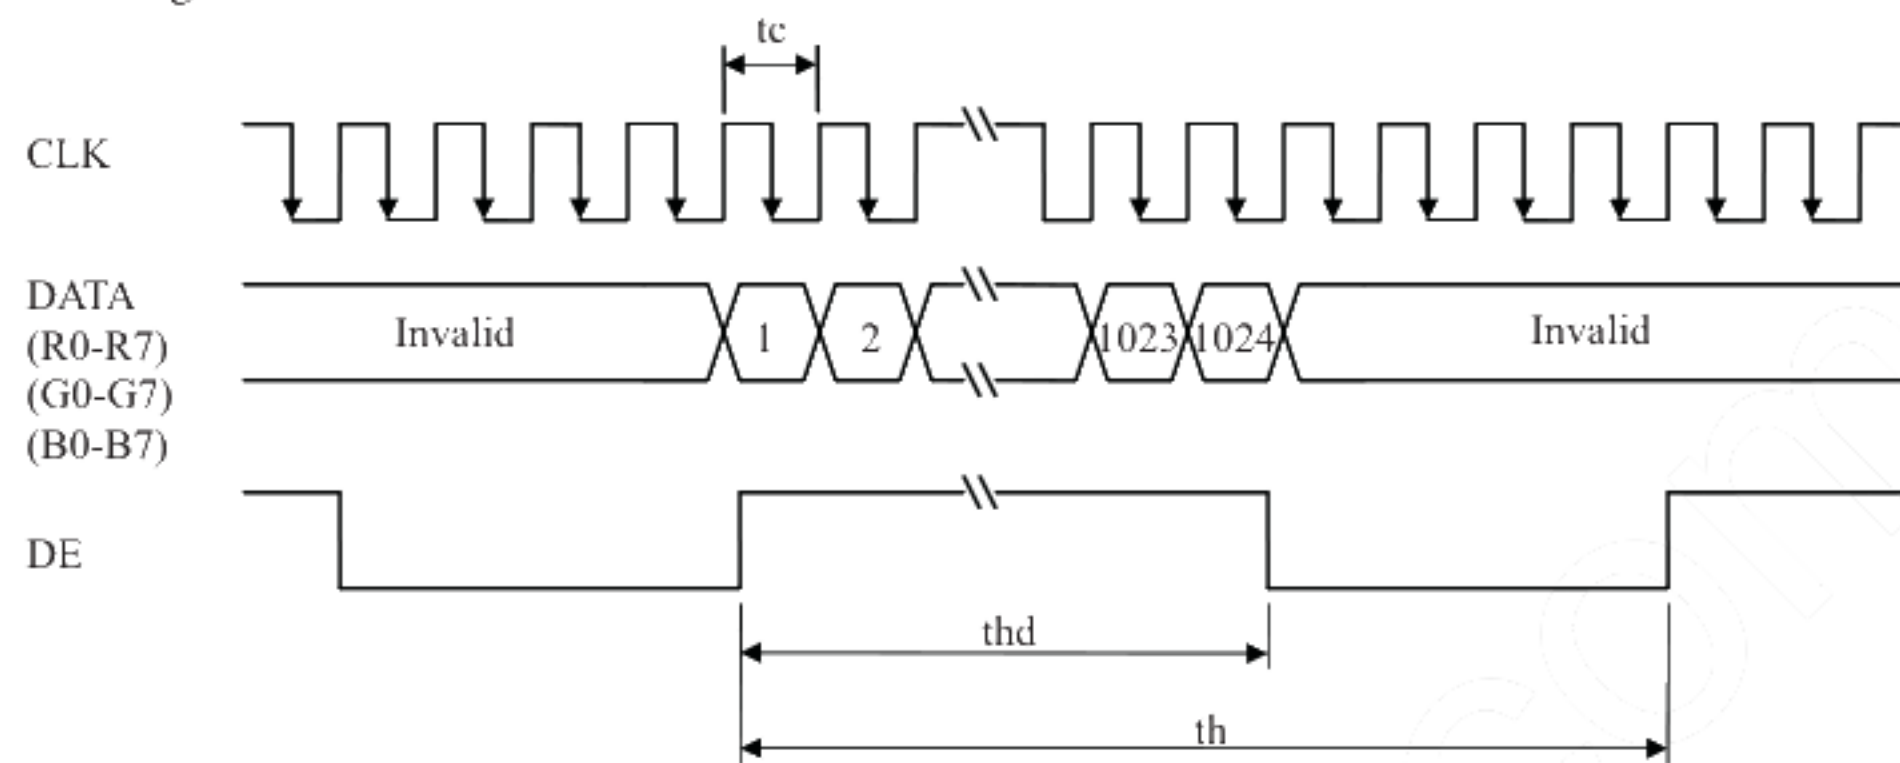 tc
CLK
DATA
(R0-R7)
(G0-G7)
(B0-B7)
Invalid
1
2
1023
1024
Invalid
DE
thd
th